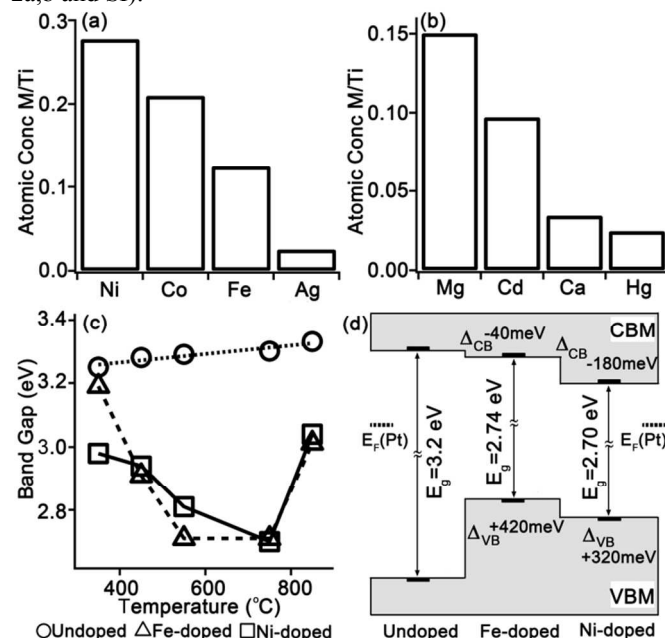 (a)
Atomic Conc M/Ti
0.3
0.2
0.1
0.0
Ni Co Fe Ag
(b)
Atomic Conc M/Ti
0.15
0.10
0.05
0.00
Mg Cd Ca Hg
(c)
Band Gap (eV)
3.4
3.2
3.0
2.8
400 600 800
Temperature (°C)
Undoped Fe-doped Ni-doped
(d)
CBM
Δ_CB -40meV
Δ_CB -180meV
E_F(Pt)
E_g=3.2 eV
E_g=2.74 eV
E_g=2.70 eV
E_F(Pt)
Δ_VB +420meV
Δ_VB +320meV
VBM
Undoped Fe-doped Ni-doped